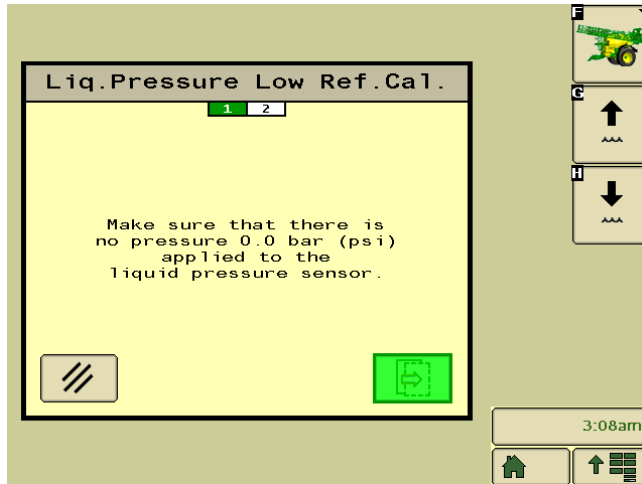 F
Liq.Pressure Low Ref.Cal.
1 2
G
Make sure that there is
no pressure 0.0 bar (psi)
applied to the
liquid pressure sensor.
H
3:08am